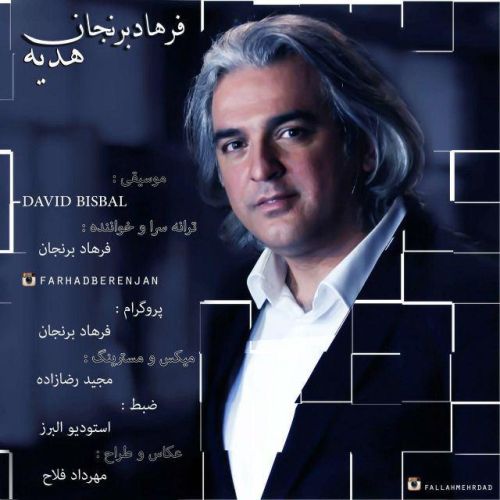 فرهاد برنجان
هدیه
موسیقی :
DAVID BISBAL
ترانه سرا و خواننده :
فرهاد برنجان
FARHADBERENJAN
پروگرام :
فرهاد برنجان
میکس و مسترینگ :
مجید رضازاده
ضبط :
استودیو البرز
عکاس و طراح :
مهرداد فلاح
FALLAHMEHRDAD